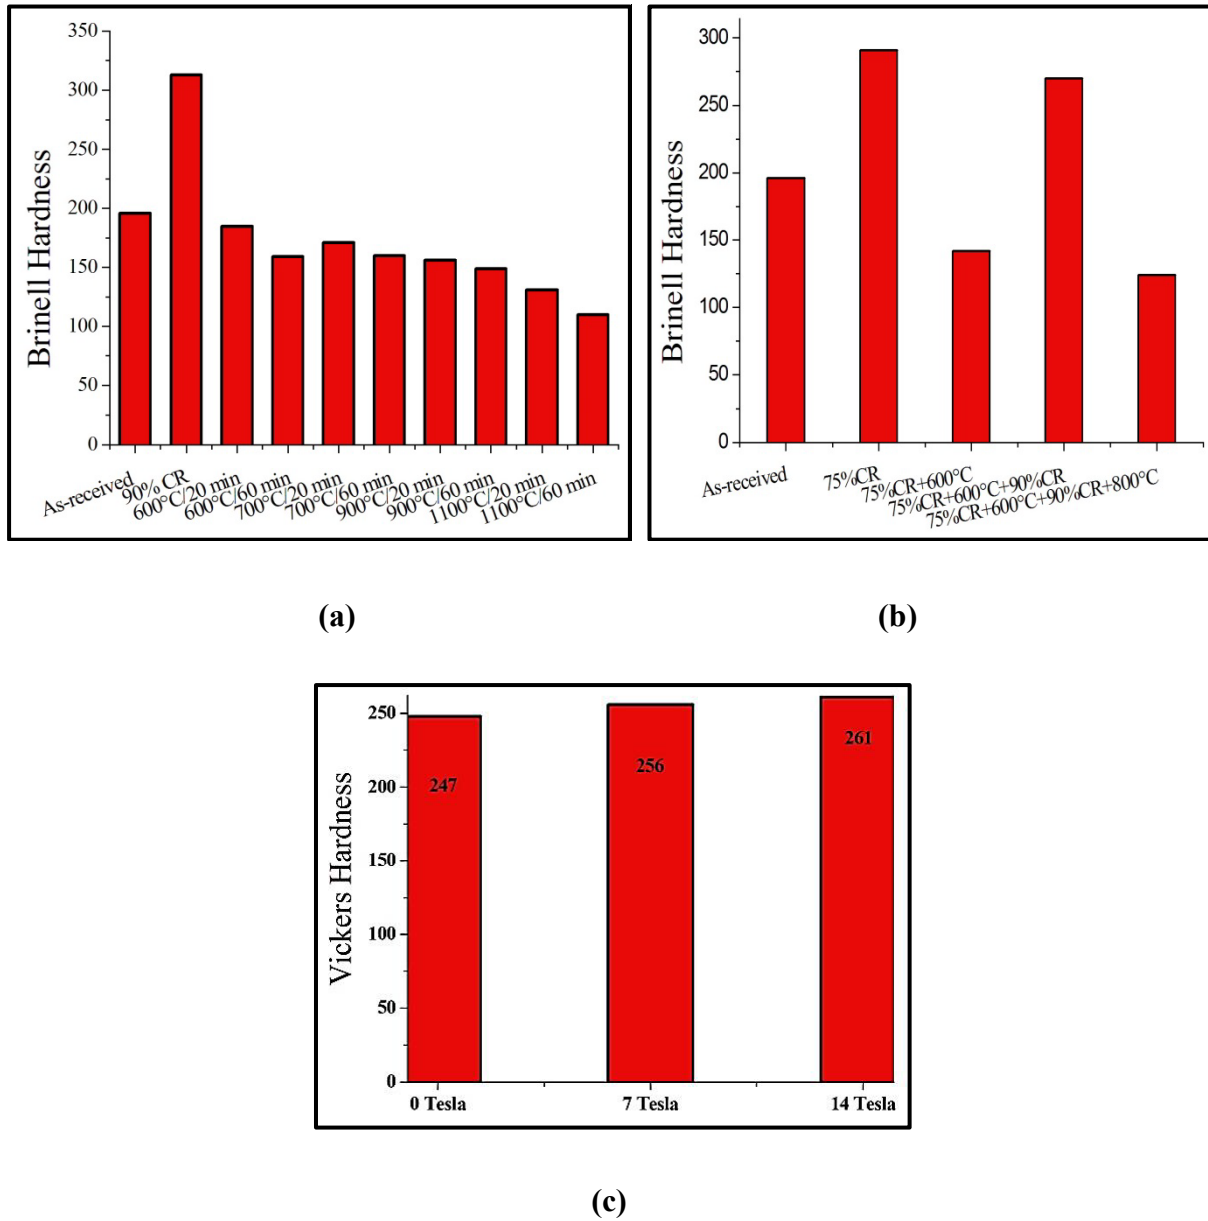 Brinell Hardness
350
300
250
200
150
100
50
0
As-received
90% CR
600°C/20 min
600°C/60 min
700°C/20 min
700°C/60 min
900°C/20 min
900°C/60 min
1100°C/20 min
1100°C/60 min
(a)
Brinell Hardness
300
250
200
150
100
50
0
As-received
75%CR
75%CR+600°C
75%CR+600°C+90%CR
75%CR+600°C+90%CR+800°C
(b)
Vickers Hardness
250
200
150
100
50
0
247
256
261
0 Tesla
7 Tesla
14 Tesla
(c)